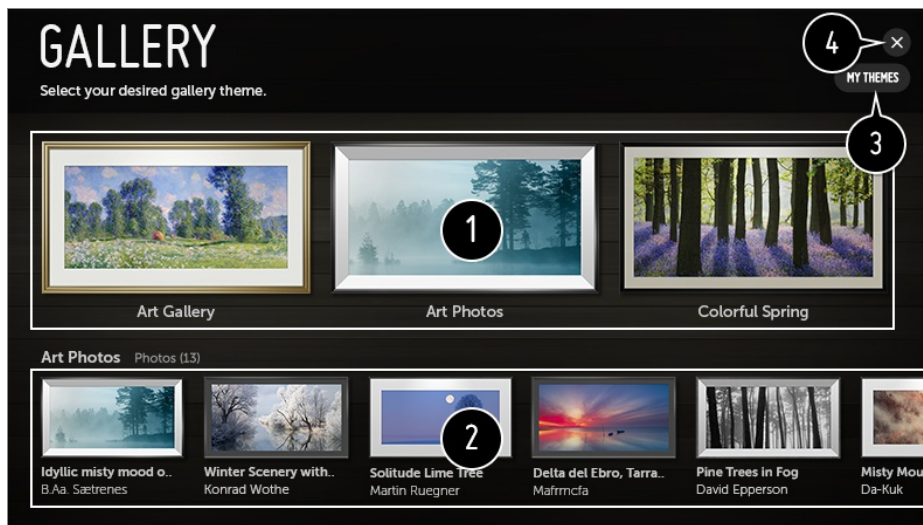 GALLERY
Select your desired gallery theme.
4
MY THEMES
3
1
Art Gallery
Art Photos
Colorful Spring
Art Photos Photos (13)
2
Idyllic misty mood o..
B.Aa. Sætrenes
Winter Scenery with..
Konrad Wothe
Solitude Lime Tree
Martin Ruegner
Delta del Ebro, Tarra..
Mafrmcfa
Pine Trees in Fog
David Epperson
Misty Mou
Da-Kuk